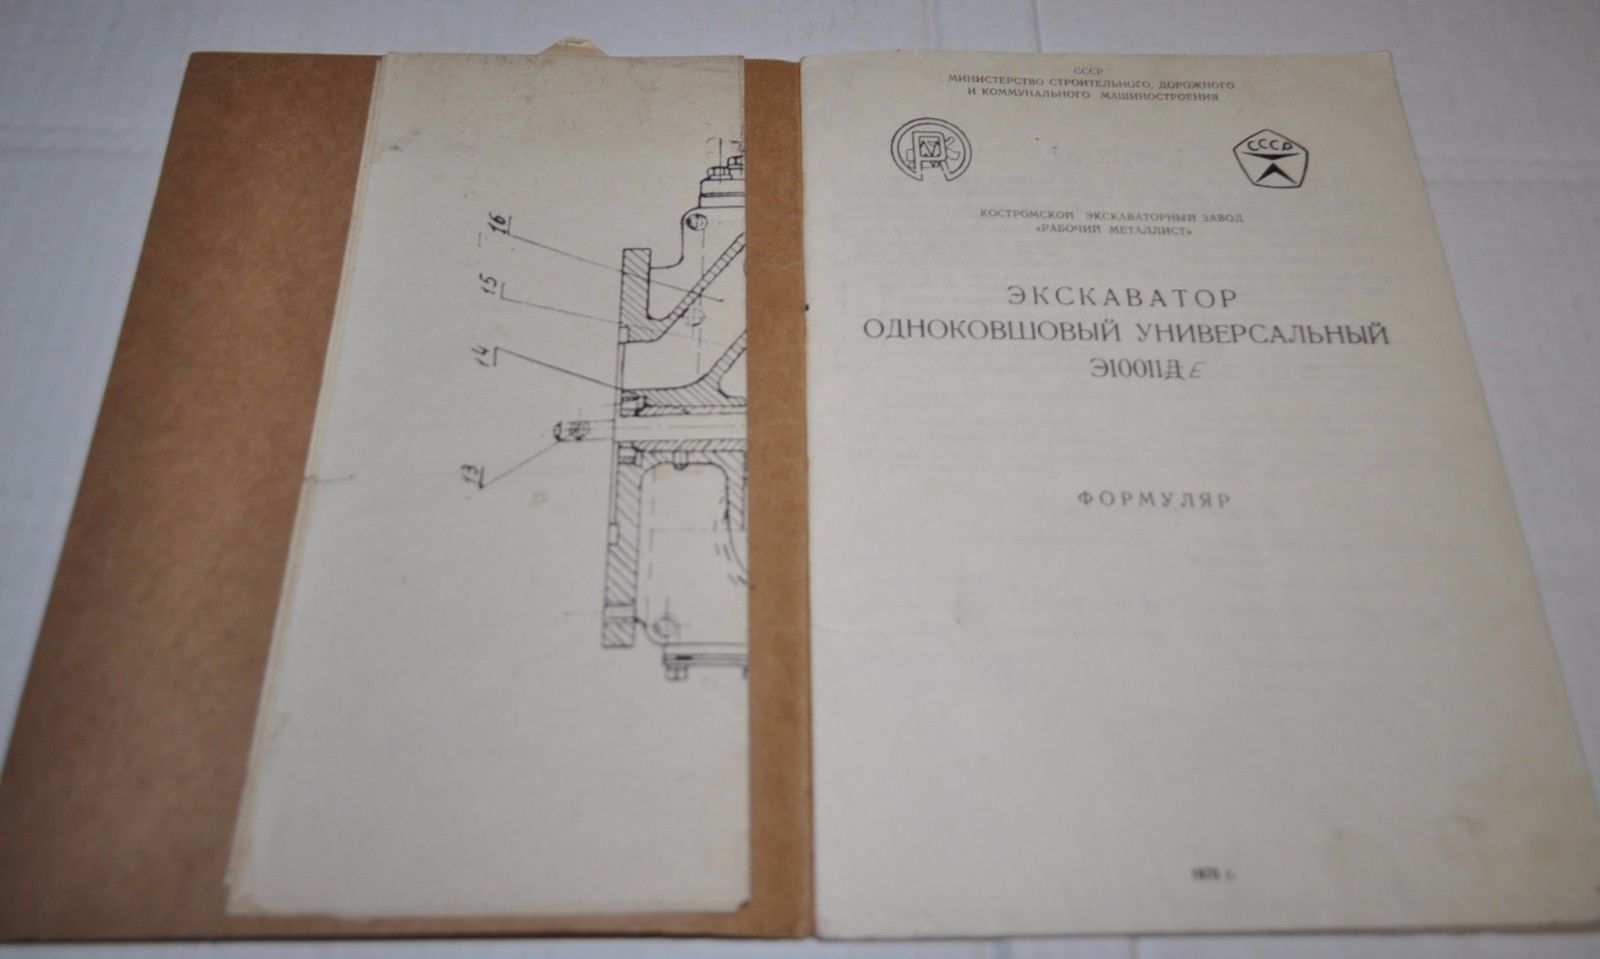 16
15
14
13
СССР
МИНИСТЕРСТВО СТРОИТЕЛЬНОГО, ДОРОЖНОГО
И КОММУНАЛЬНОГО МАШИНОСТРОЕНИЯ
СССР
КОСТРОМСКОЙ ЭКСКАВАТОРНЫЙ ЗАВОД
«РАБОЧИЙ МЕТАЛЛИСТ»
ЭКСКАВАТОР
ОДНОКОВШОВЫЙ УНИВЕРСАЛЬНЫЙ
Э10011Д Е
ФОРМУЛЯР
г.